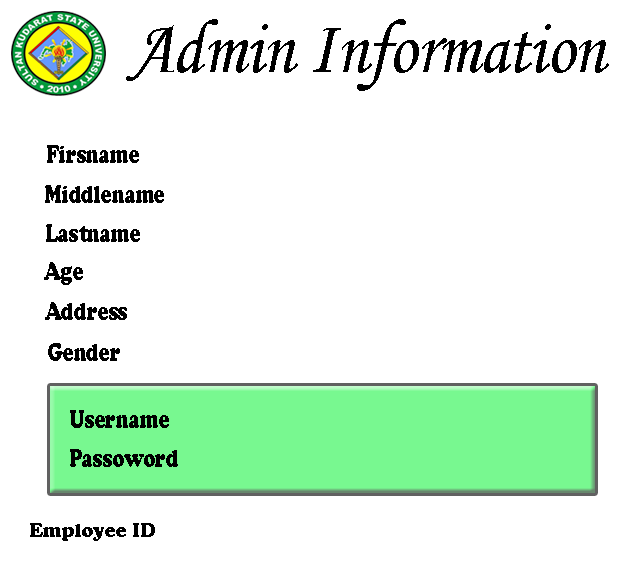 SULTAN KUDARAT STATE UNIVERSITY
• 2010 •
Admin Information
Firsname
Middlename
Lastname
Age
Address
Gender
Username
Passoword
Employee ID